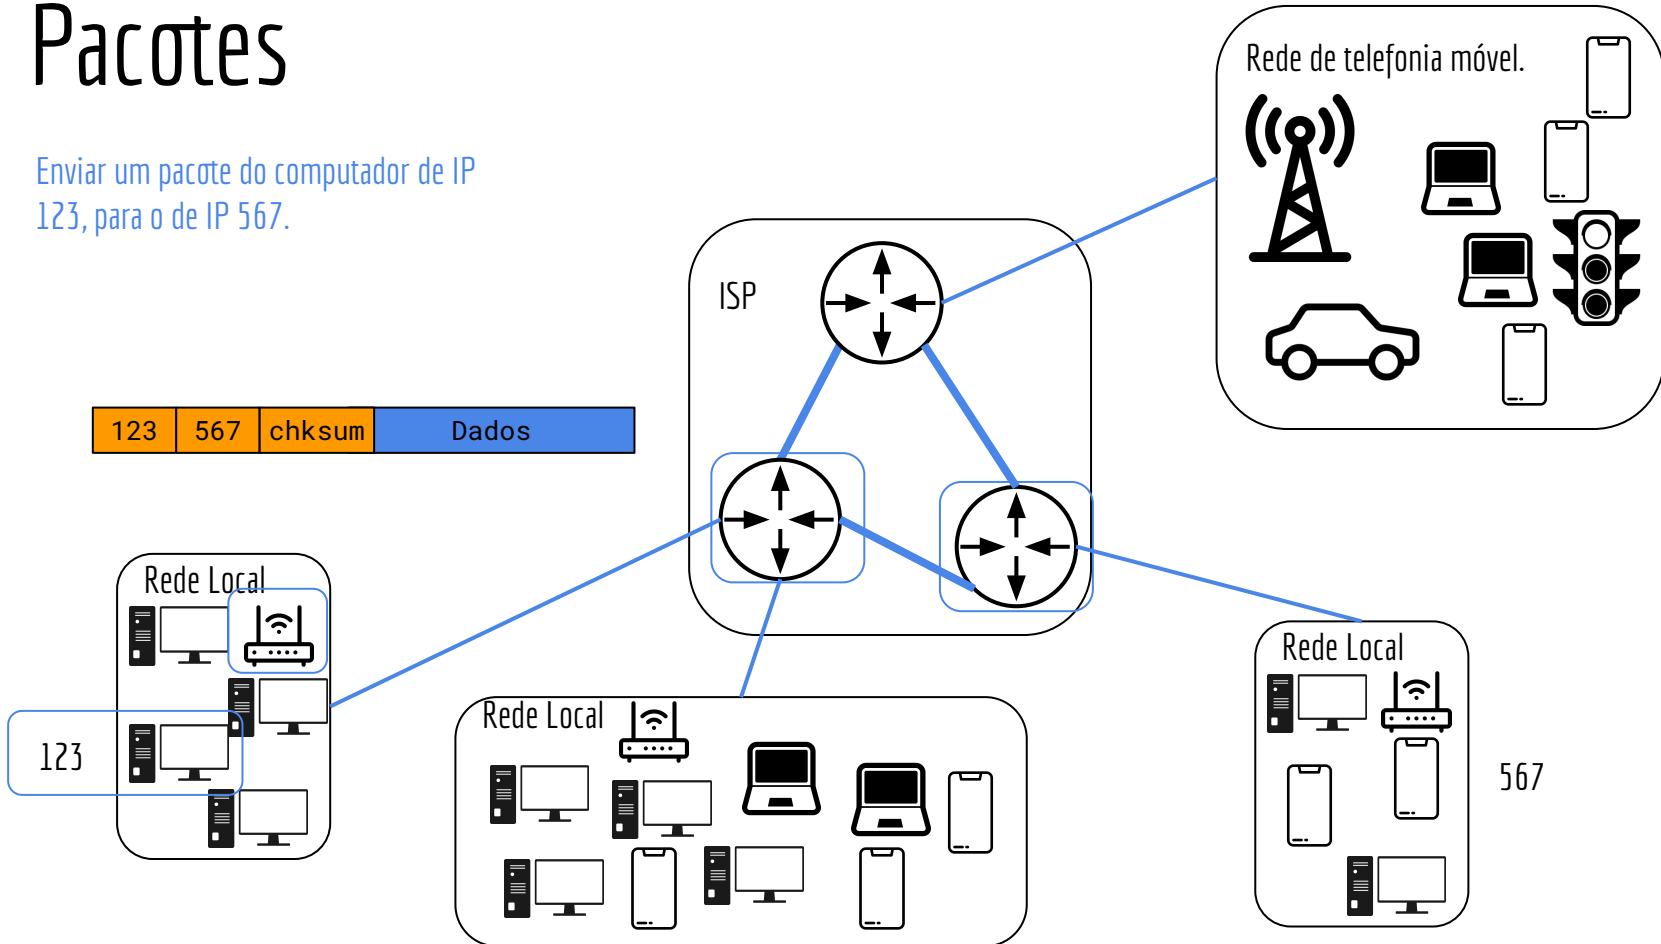 Pacotes
Enviar um pacote do computador de IP
123, para o de IP 567.
Rede de telefonia móvel.
ISP
123 567 chksum Dados
Rede Local
123
Rede Local
Rede Local
567